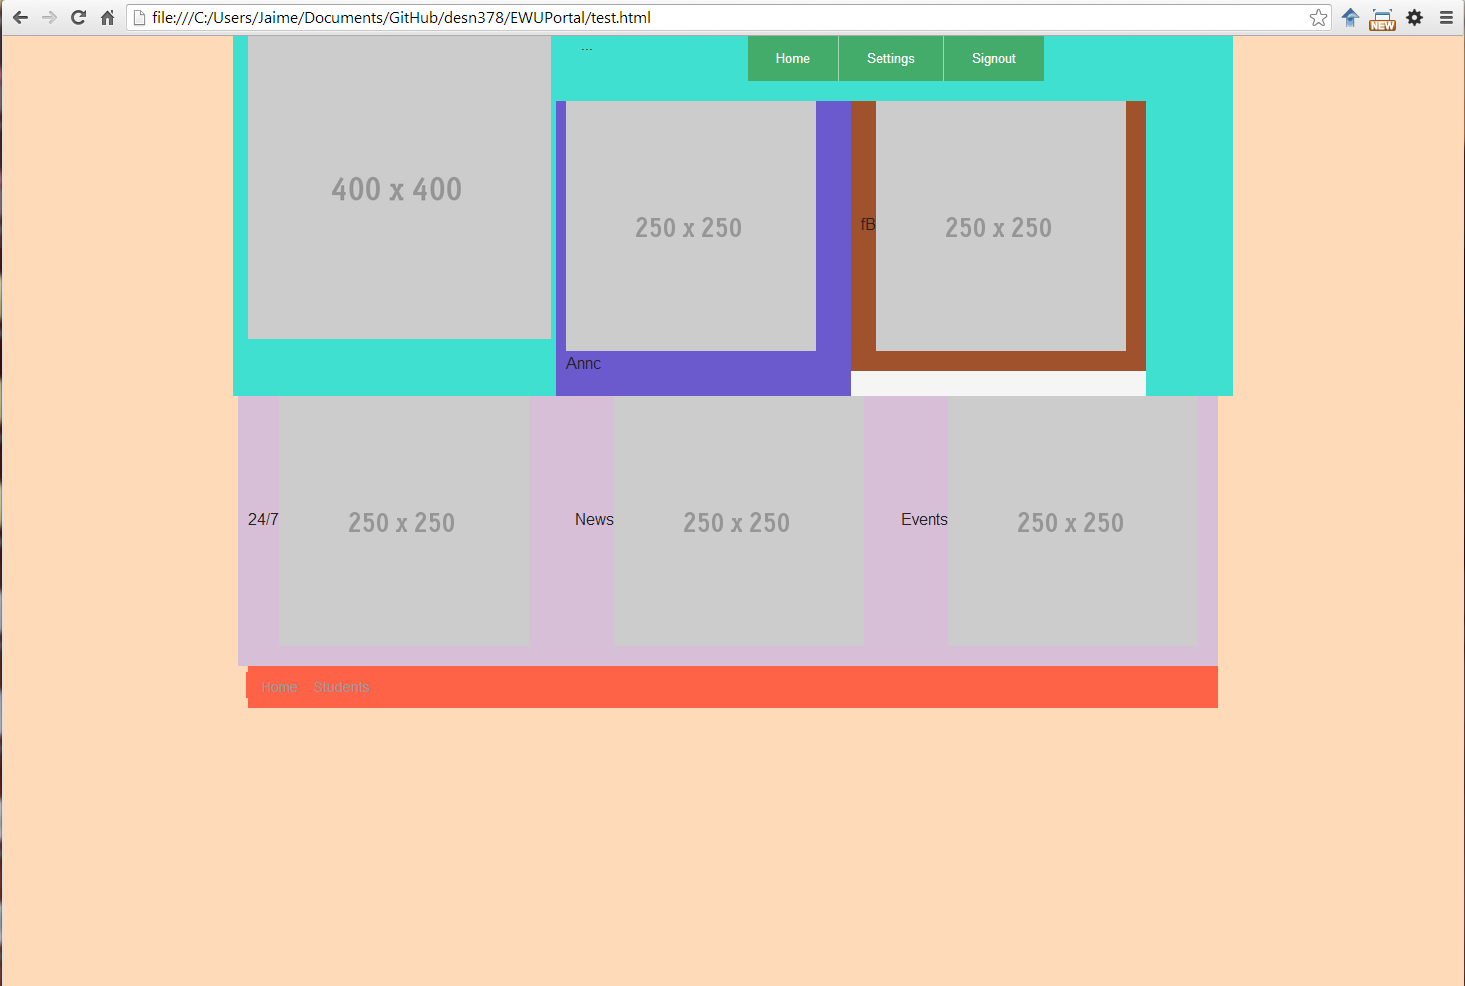 file:///C:/Users/Jaime/Documents/GitHub/desn378/EWUPortal/test.html
NEW
...
Home Settings Signout
400 x 400
250 x 250
fB
250 x 250
Annc
24/7
250 x 250
News
250 x 250
Events
250 x 250
Home Students